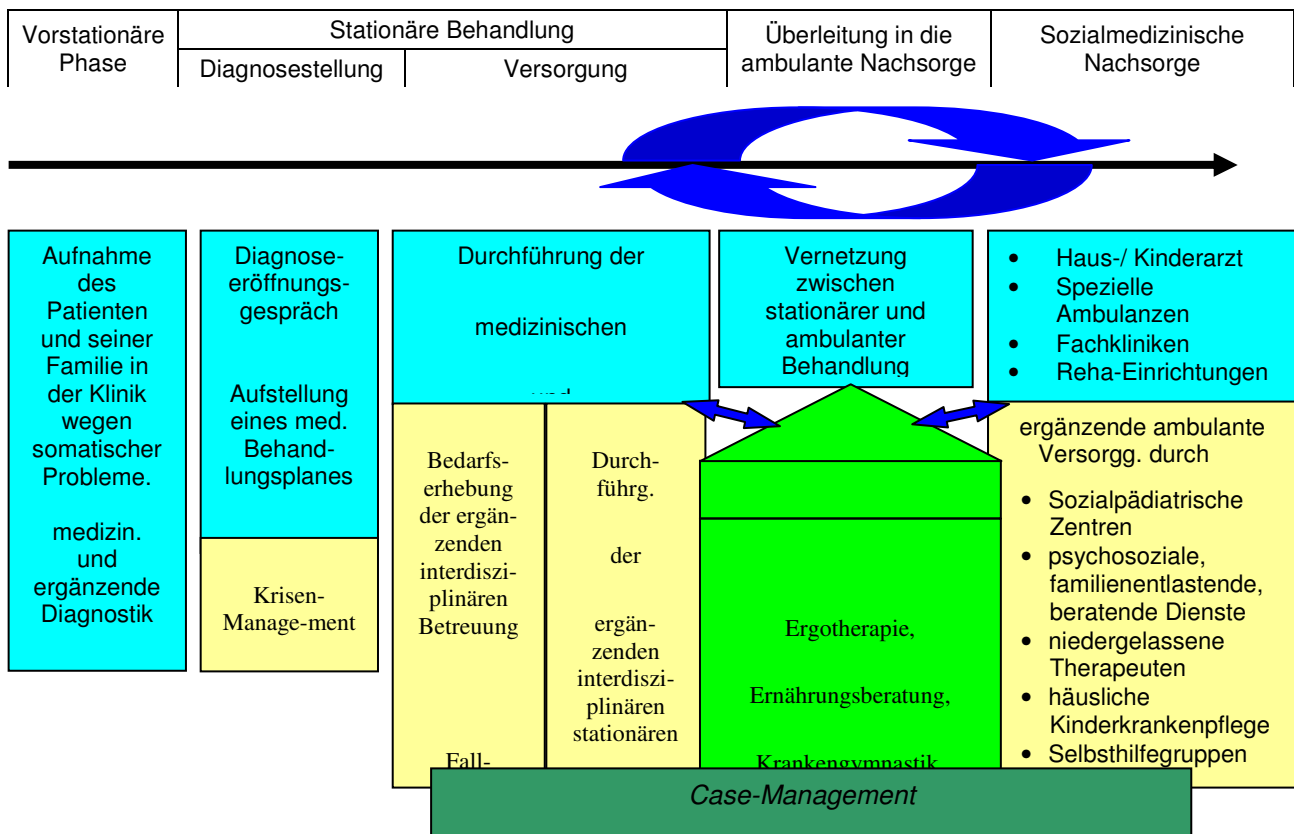 Vorstationäre
Phase
Stationäre Behandlung
Diagnosestellung
Versorgung
Überleitung in die
ambulante Nachsorge
Sozialmedizinische
Nachsorge
Aufnahme
des
Patienten
und seiner
Familie in
der Klinik
wegen
somatischer
Probleme.
medizin.
und
ergänzende
Diagnostik
Diagnose-
eröffnungs-
gespräch
Aufstellung
eines med.
Behand-
lungsplanes
Krisen-
Manage-ment
Durchführung der
medizinischen
Bedarfs-
erhebung
der ergän-
zenden
interdiszi-
plinären
Betreuung
Fall-
Durch-
führg.
der
ergän-
zenden
interdiszi-
plinären
stationären
Vernetzung
zwischen
stationärer und
ambulanter
Behandlung
Ergotherapie,
Ernährungsberatung,
Krankengymnastik
• Haus-/ Kinderarzt
• Spezielle
Ambulanzen
• Fachkliniken
• Reha-Einrichtungen
ergänzende ambulante
Versorgg. durch
• Sozialpädiatrische
Zentren
• psychosoziale,
familienentlastende,
beratende Dienste
• niedergelassene
Therapeuten
• häusliche
Kinderkrankenpflege
• Selbsthilfegruppen
Case-Management